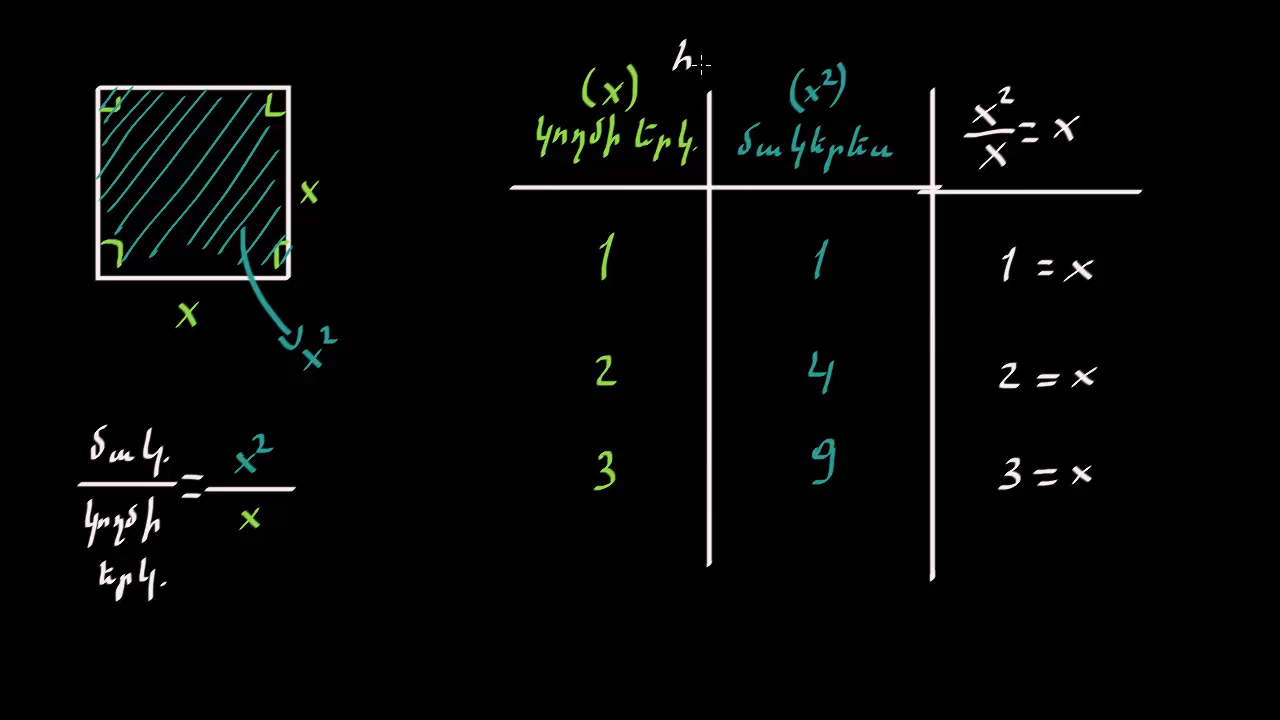 x
x
x²
մակ. / կողմի երկ. = x² / x
հ
(x) (x²) x²/x = x
կողմի երկ. մակերես
1 1 1 = x
2 4 2 = x
3 9 3 = x